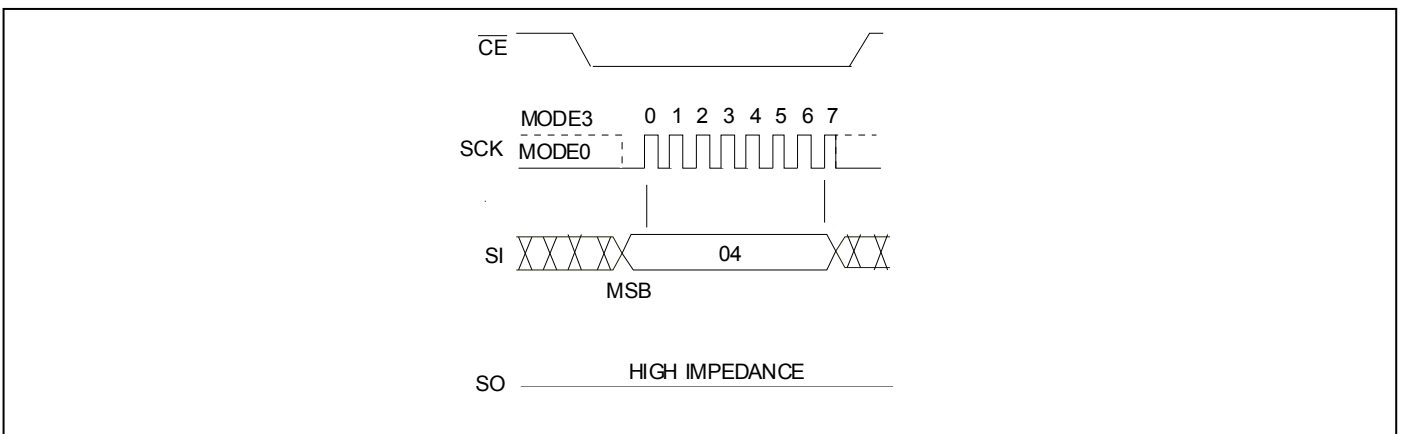 CE
MODE3 0 1 2 3 4 5 6 7
SCK MODE0
SI 04
MSB
HIGH IMPEDANCE
SO